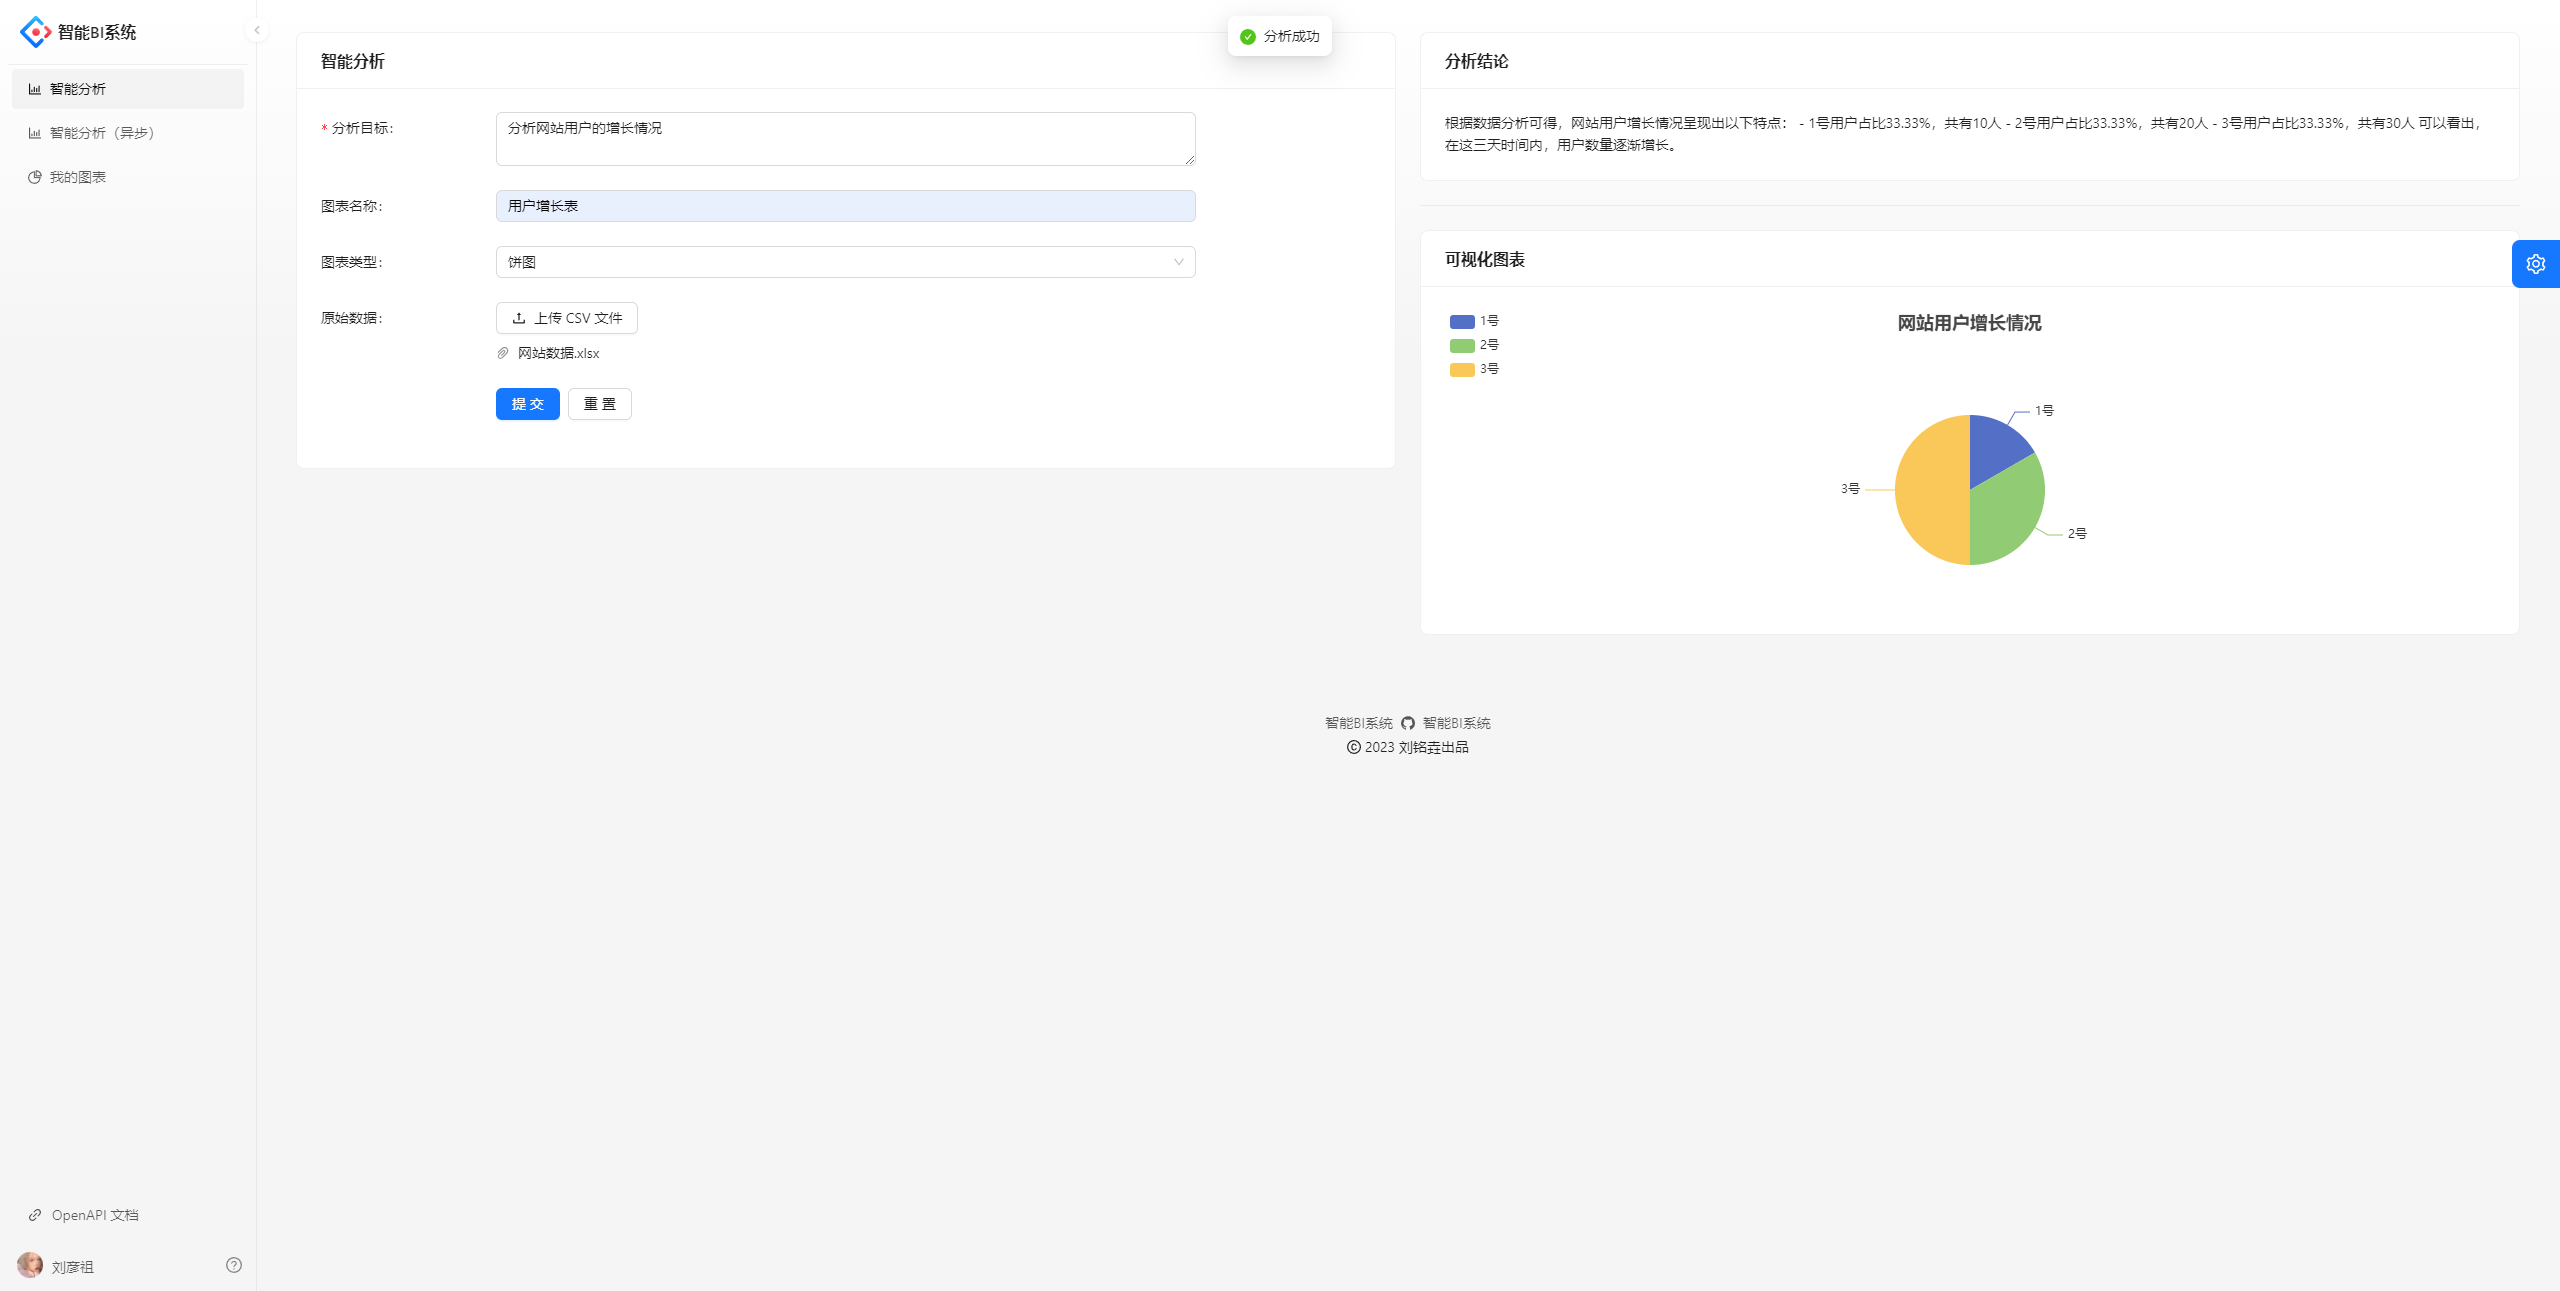 智能BI系统
智能分析
智能分析（异步）
我的图表
OpenAPI 文档
刘彦祖
分析成功
智能分析
* 分析目标：
分析网站用户的增长情况
图表名称：
用户增长表
图表类型：
饼图
原始数据：
上传 CSV 文件
网站数据.xlsx
提 交
重 置
分析结论
根据数据分析可得，网站用户增长情况呈现出以下特点： - 1号用户占比33.33%，共有10人 - 2号用户占比33.33%，共有20人 - 3号用户占比33.33%，共有30人 可以看出，
在这三天时间内，用户数量逐渐增长。
可视化图表
网站用户增长情况
1号
2号
3号
1号
3号
2号
智能BI系统 智能BI系统
© 2023 刘铭垚出品